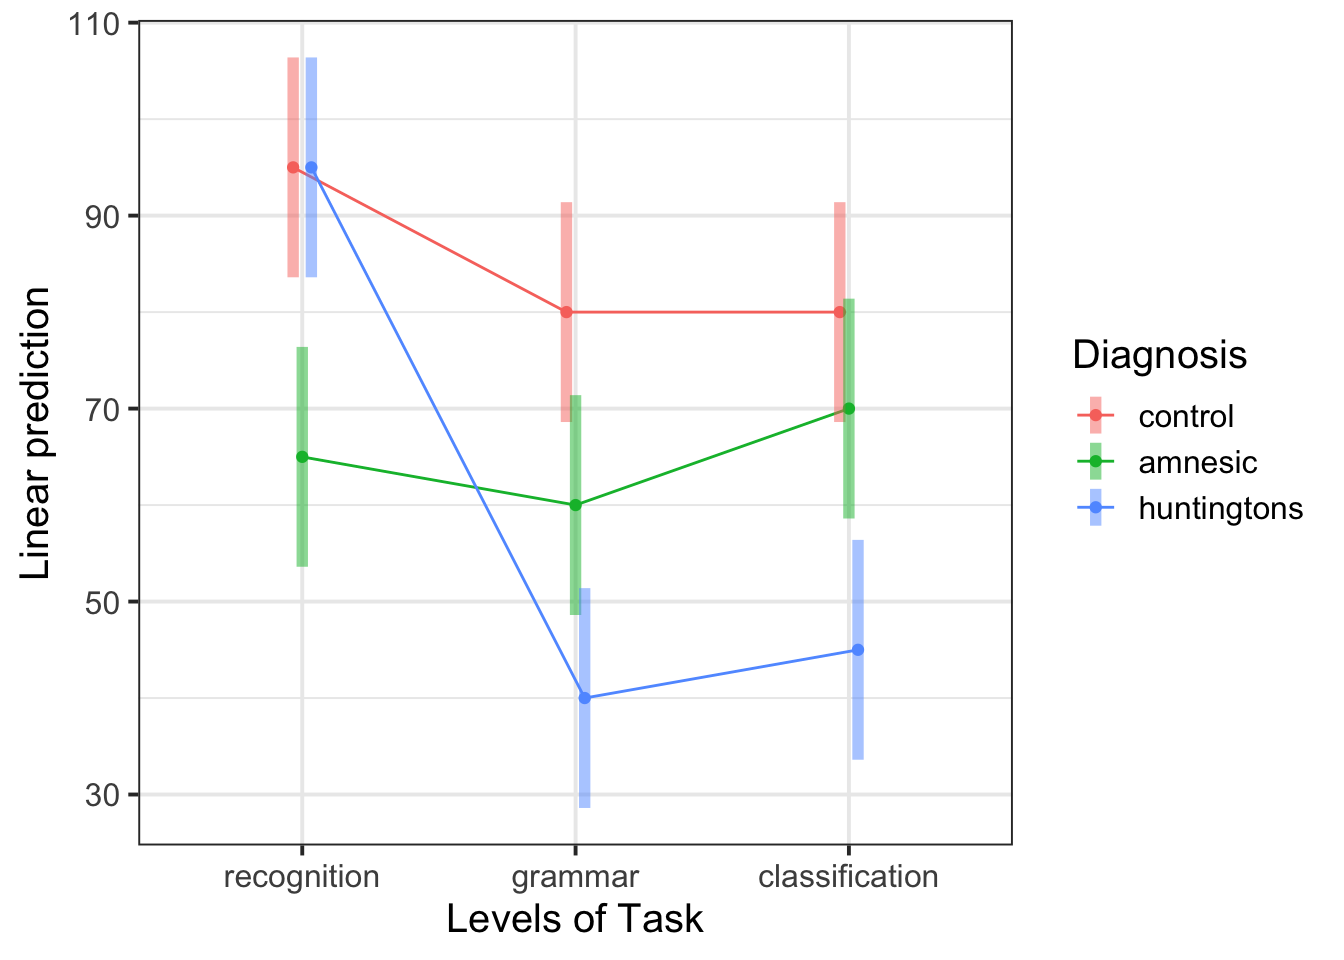 110
90
70
50
30
Linear prediction
recognition grammar classification
Levels of Task
Diagnosis
control
amnesic
huntingtons